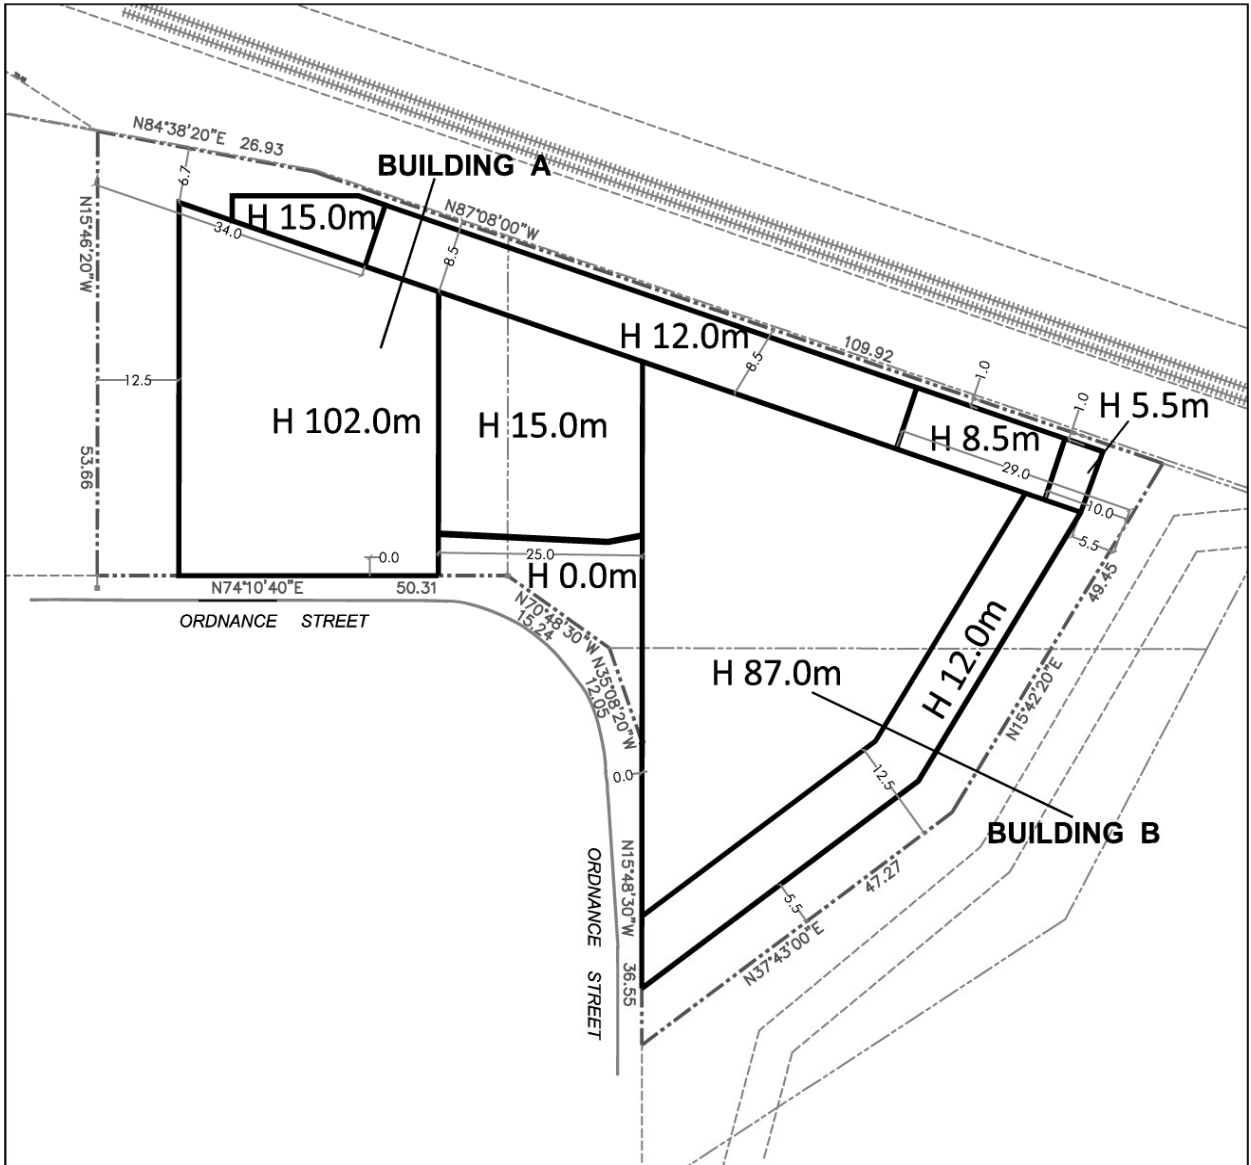 N84°38'20"E 26.93
BUILDING A
6.7
H 15.0m
N87°08'00"W
34.0
8.5
N15°46'20"W
H 12.0m
109.92
8.5
1.0
1.0
H 5.5m
12.5
H 102.0m
H 15.0m
H 8.5m
53.66
29.0
10.0
5.5
0.0
25.0
H 0.0m
49.45
N74°10'40"E 50.31
ORDNANCE STREET
N70°48'30"W
15.24
N35°08'20"W
12.05
H 87.0m
H 12.0m
N15°42'20"E
0.0
12.5
BUILDING B
N15°48'30"W
36.55
ORDNANCE STREET
47.27
5.5
N37°43'00"E